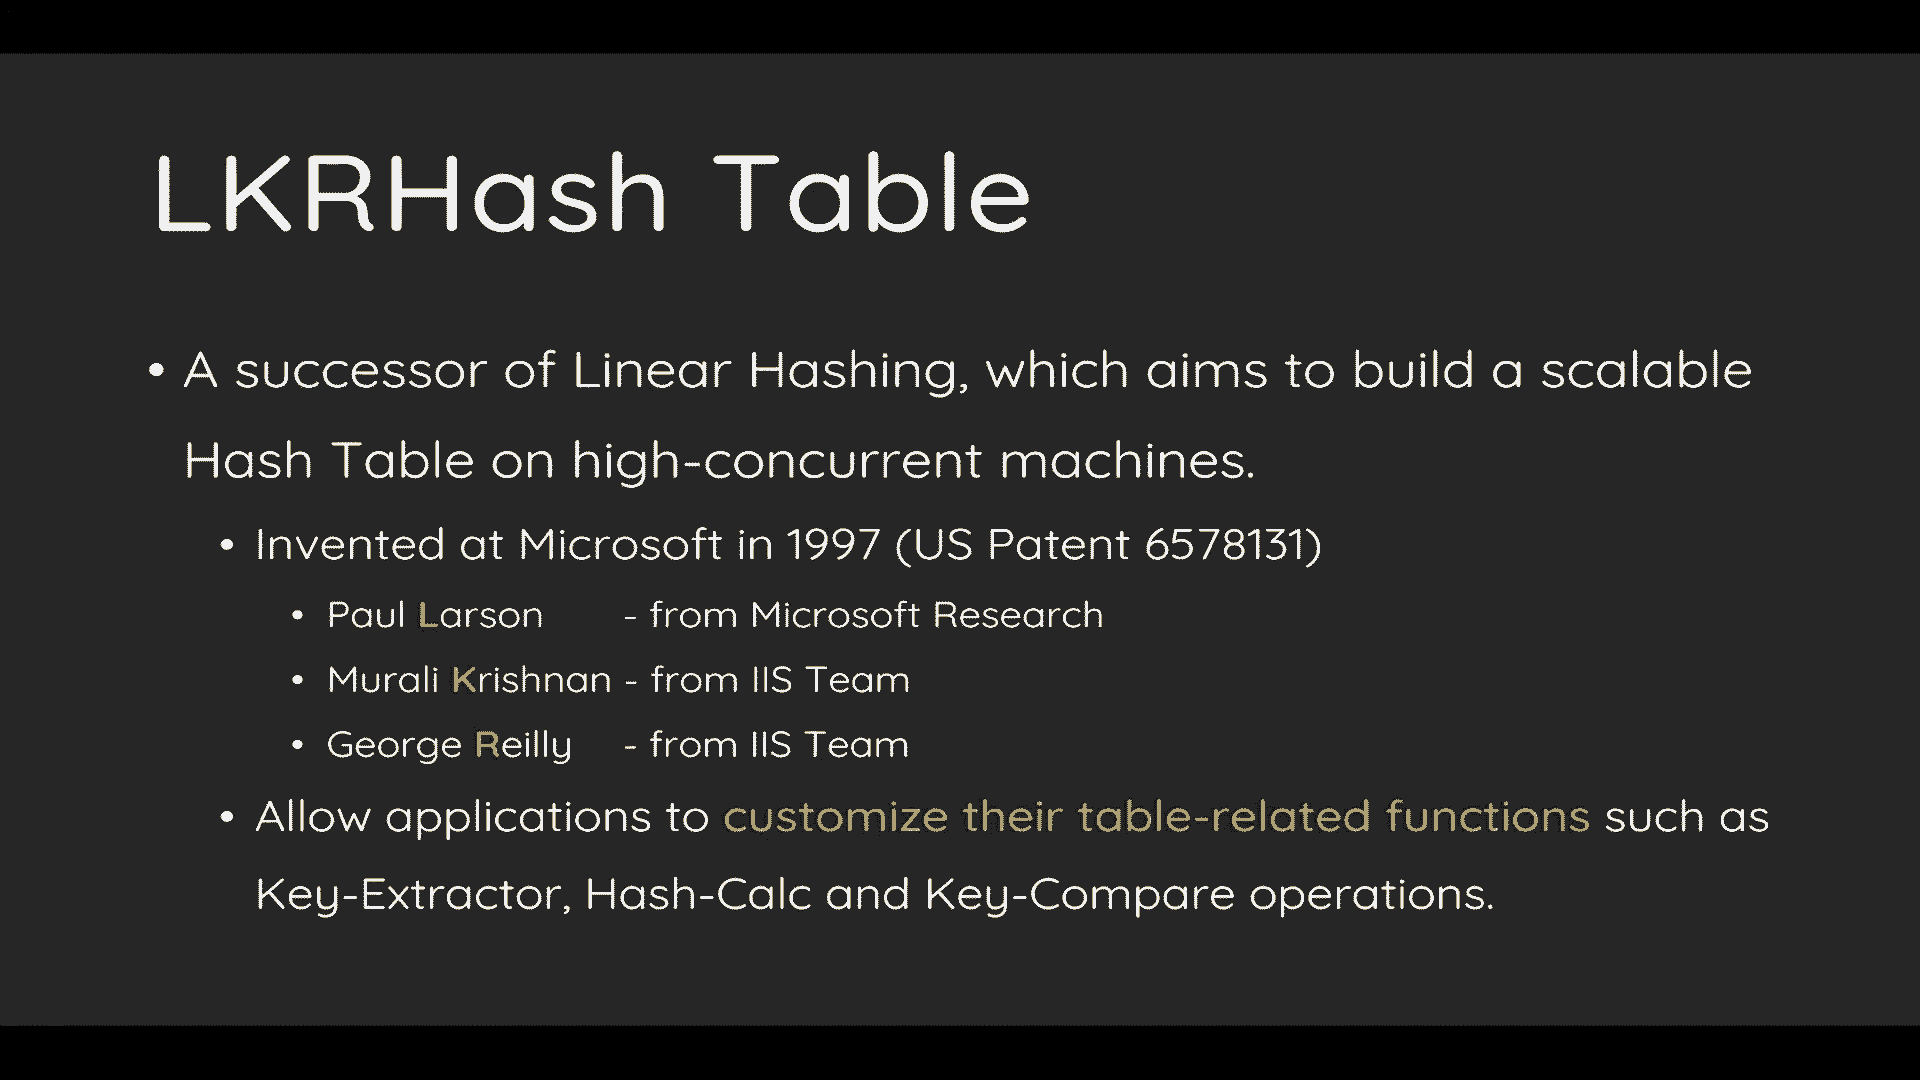 LKRHash Table
• A successor of Linear Hashing, which aims to build a scalable
Hash Table on high-concurrent machines.
• Invented at Microsoft in 1997 (US Patent 6578131)
• Paul Larson - from Microsoft Research
• Murali Krishnan - from IIS Team
• George Reilly - from IIS Team
• Allow applications to customize their table-related functions such as
Key-Extractor, Hash-Calc and Key-Compare operations.